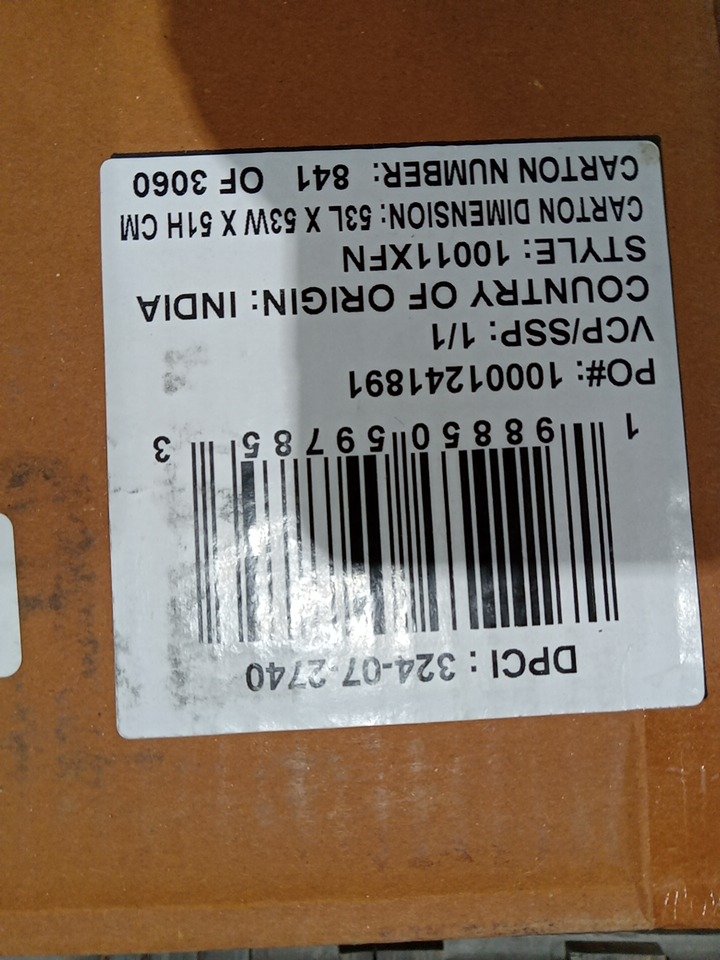 DPCI : 324-07-2740
1 98850 59785 3
PO#: 10001241891
VCP/SSP: 1/1
COUNTRY OF ORIGIN: INDIA
STYLE: 10011XFN
CARTON DIMENSION: 53L X 53W X 51H CM
CARTON NUMBER: 841 OF 3060